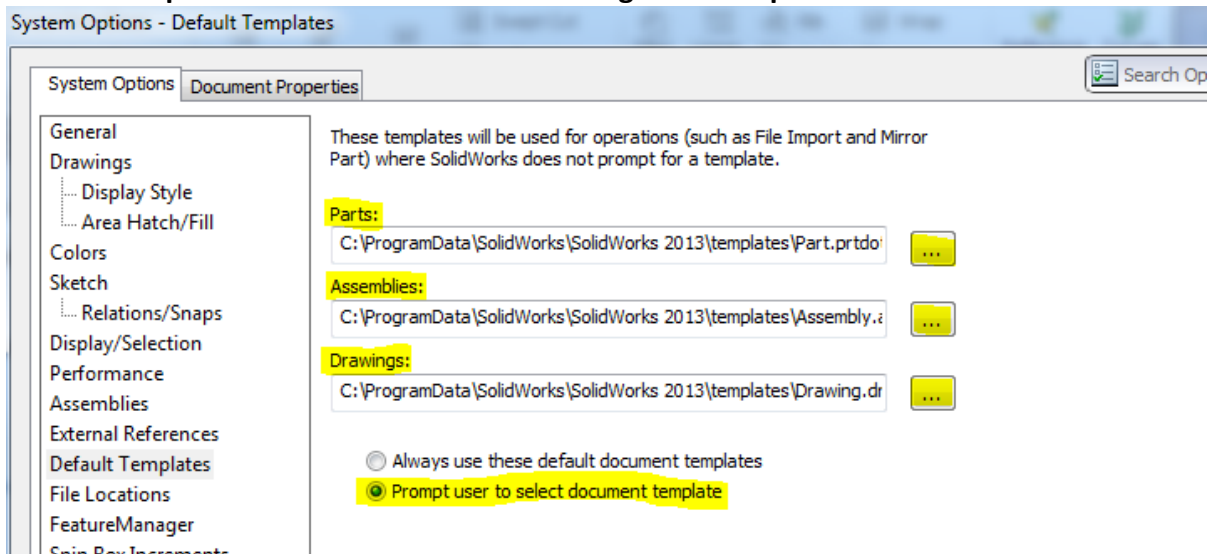 System Options - Default Templates
System Options Document Properties
Search Op
General
Drawings
Display Style
Area Hatch/Fill
Colors
Sketch
Relations/Snaps
Display/Selection
Performance
Assemblies
External References
Default Templates
File Locations
FeatureManager
These templates will be used for operations (such as File Import and Mirror
Part) where SolidWorks does not prompt for a template.
Parts:
C:\ProgramData\SolidWorks\SolidWorks 2013\templates\Part.prtdo
...
Assemblies:
C:\ProgramData\SolidWorks\SolidWorks 2013\templates\Assembly.a
...
Drawings:
C:\ProgramData\SolidWorks\SolidWorks 2013\templates\Drawing.dr
...
Always use these default document templates
Prompt user to select document template